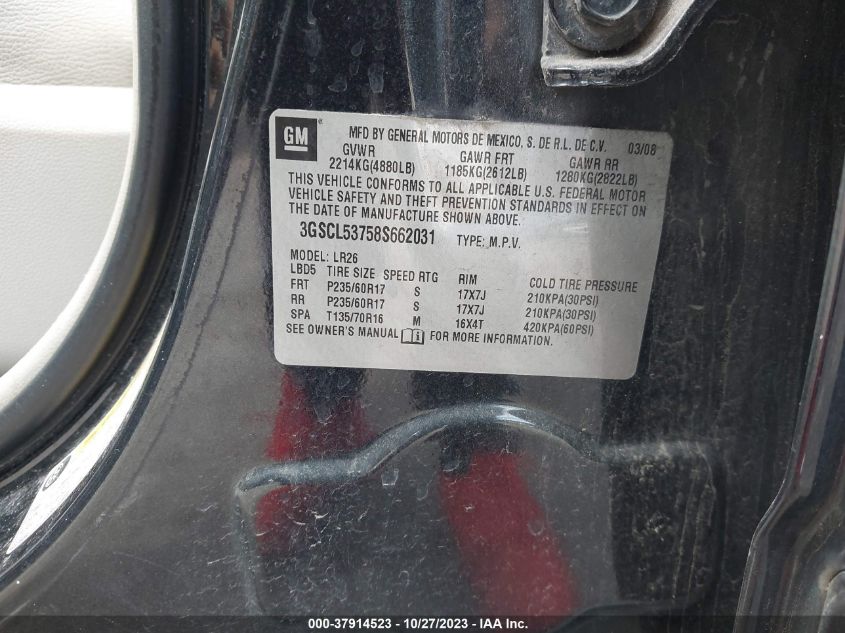 GM
MFD BY GENERAL MOTORS DE MEXICO, S. DE R.L. DE C.V. 03/08
GVWR GAWR FRT GAWR RR
2214KG(4880LB) 1185KG(2612LB) 1280KG(2822LB)
THIS VEHICLE CONFORMS TO ALL APPLICABLE U.S. FEDERAL MOTOR
VEHICLE SAFETY AND THEFT PREVENTION STANDARDS IN EFFECT ON
THE DATE OF MANUFACTURE SHOWN ABOVE.
3GSCL53758S662031 TYPE: M.P.V.
MODEL: LR26
LBD5 TIRE SIZE SPEED RTG RIM COLD TIRE PRESSURE
FRT P235/60R17 S 17X7J 210KPA(30PSI)
RR P235/60R17 S 17X7J 210KPA(30PSI)
SPA T135/70R16 M 16X4T 420KPA(60PSI)
SEE OWNER'S MANUAL FOR MORE INFORMATION.
000-37914523 - 10/27/2023 - IAA Inc.